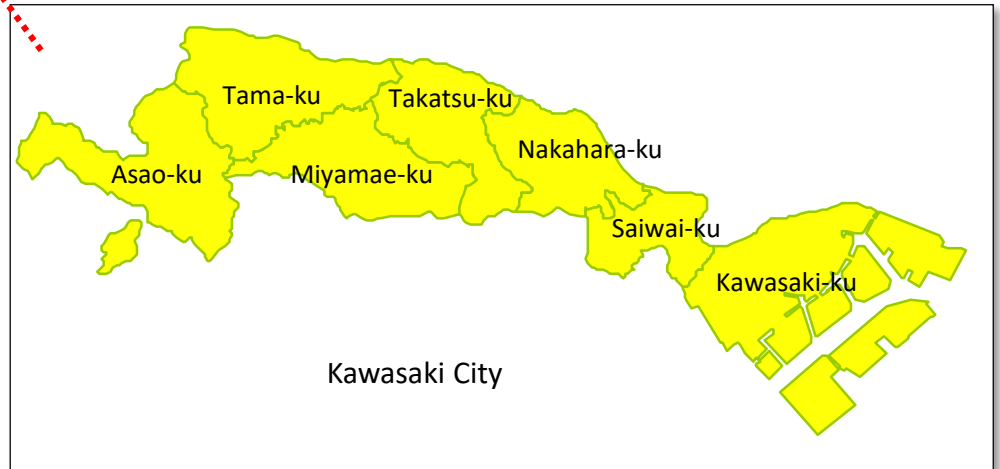 Tama-ku
Takatsu-ku
Nakahara-ku
Asao-ku
Miyamae-ku
Saiwai-ku
Kawasaki-ku
Kawasaki City